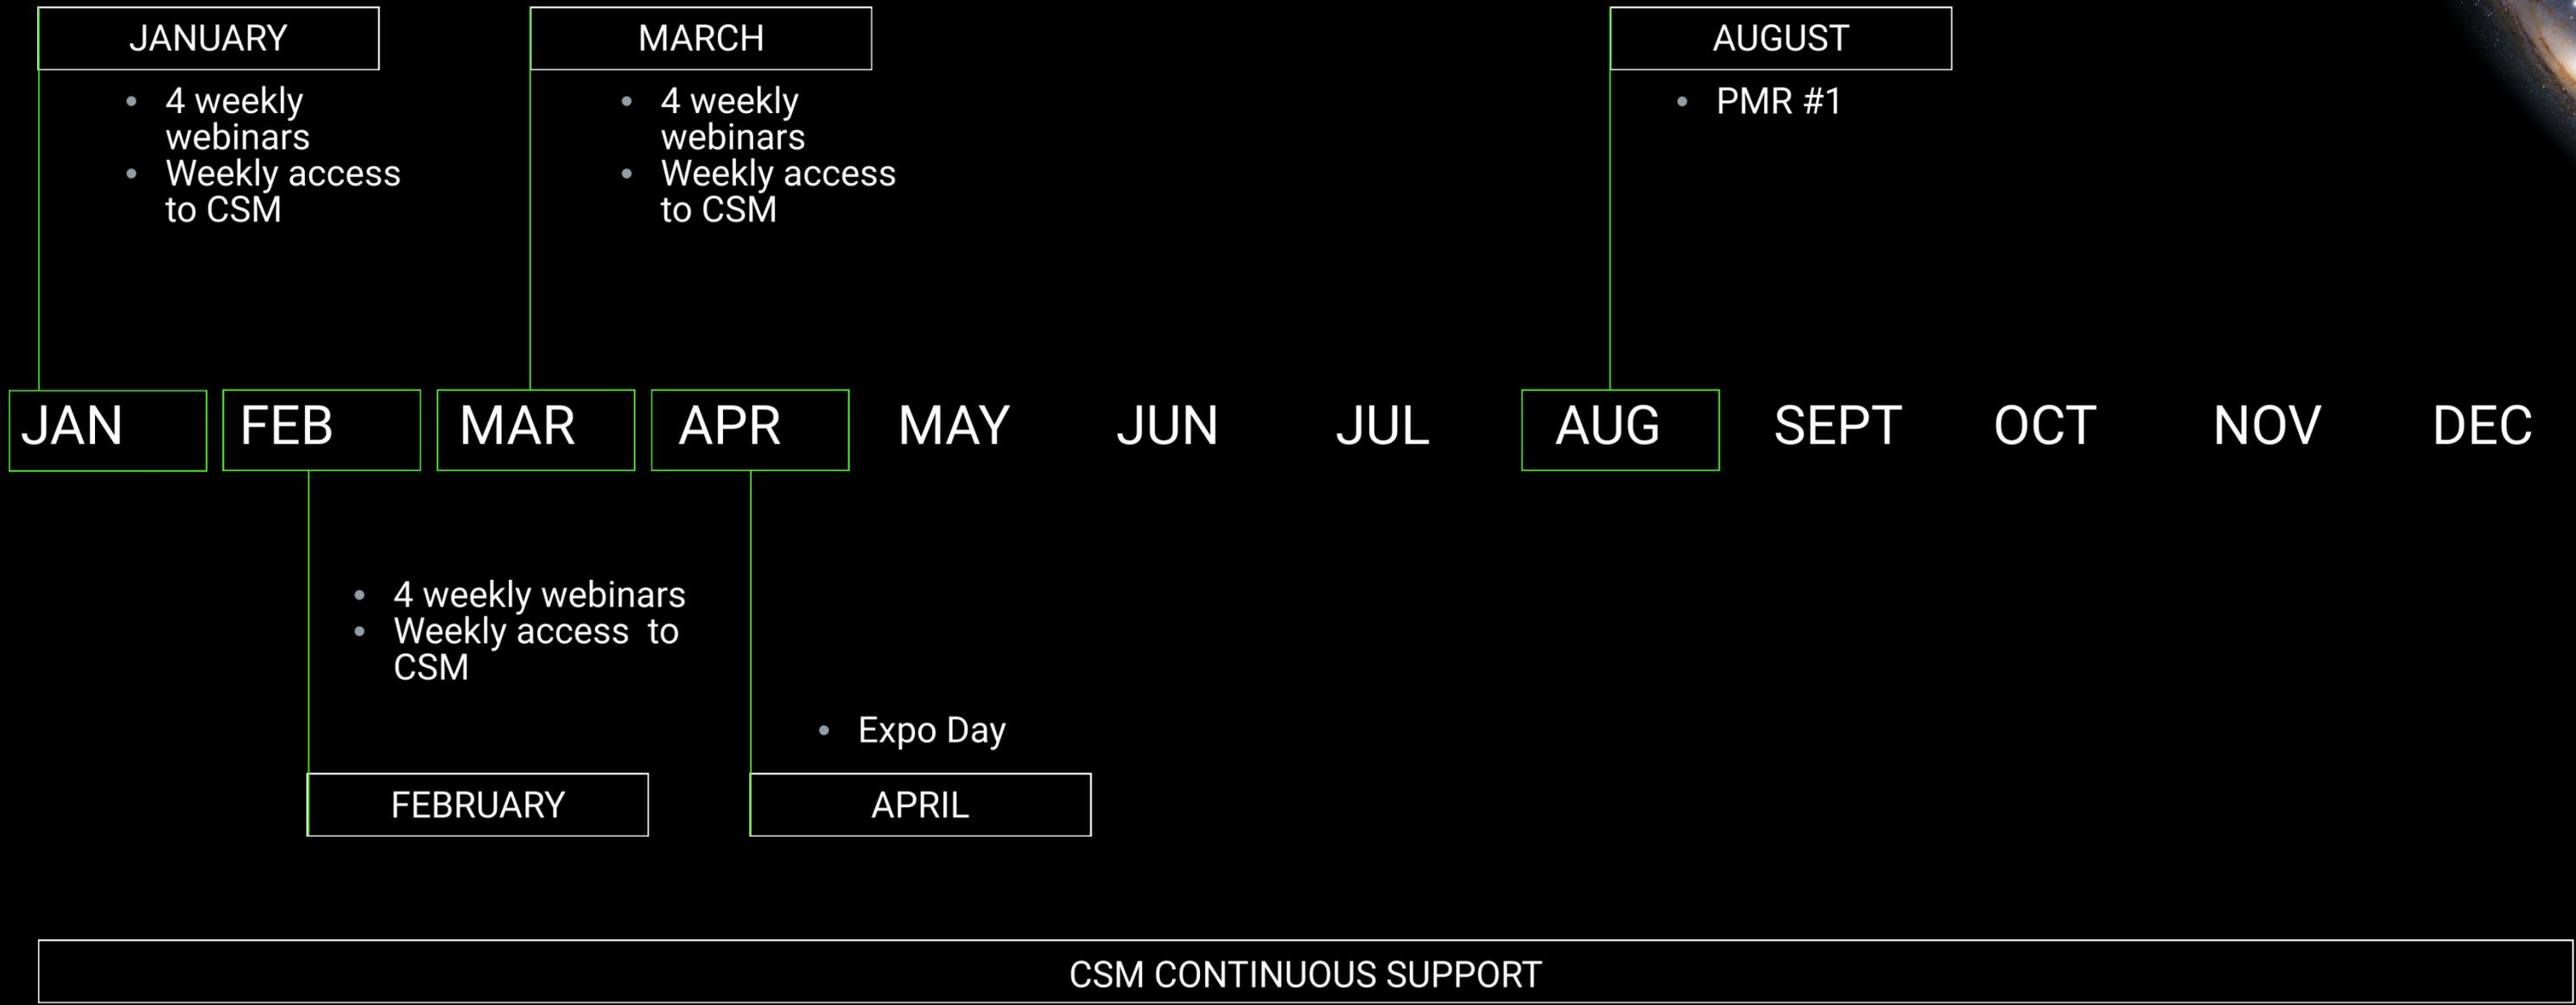 JANUARY
4 weekly
webinars
Weekly access
to CSM
MARCH
4 weekly
webinars
Weekly access
to CSM
AUGUST
PMR #1
JAN FEB MAR APR MAY JUN JUL AUG SEPT OCT NOV DEC
4 weekly webinars
Weekly access  to
CSM
FEBRUARY
Expo Day
APRIL
CSM CONTINUOUS SUPPORT